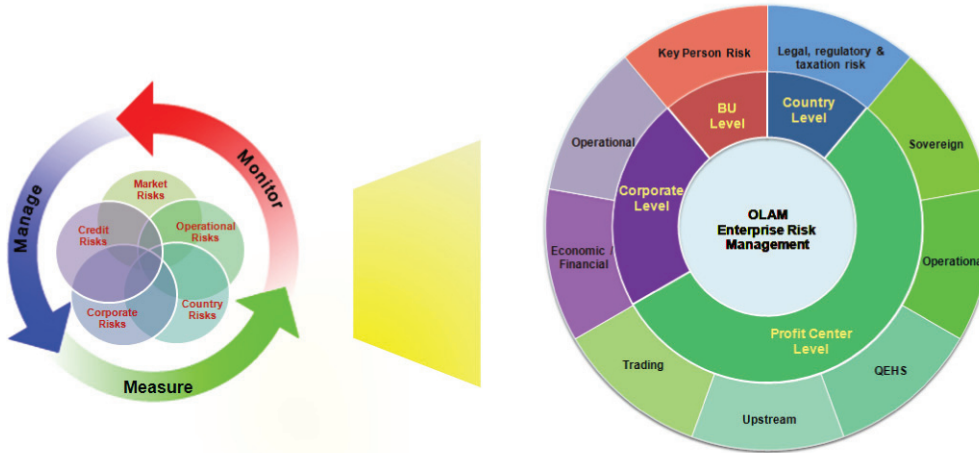 Manage
Monitor
Measure
Market
Risks
Credit
Risks
Operational
Risks
Corporate
Risks
Country
Risks
Key Person Risk
Legal, regulatory &
taxation risk
Operational
BU
Level
Country
Level
Sovereign
Corporate
Level
OLAM
Enterprise Risk
Management
Economic /
Financial
Operational
Profit Center
Level
Trading
QEHS
Upstream